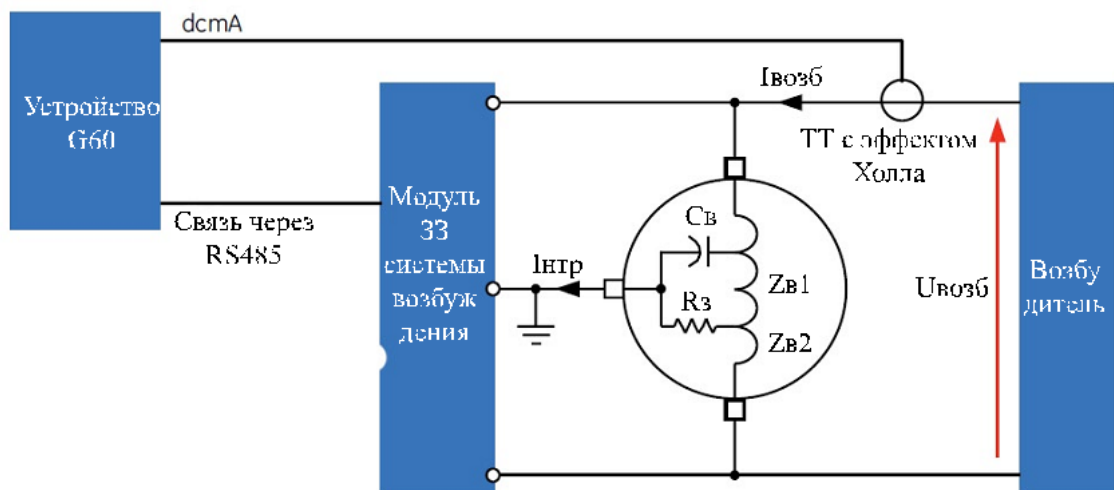 dcmA
Устройство
G60
Связь через
RS485
Модуль
ЗЗ
системы
возбуж
дения
Iвозб
ТТ с эффектом
Холла
Cв
Iнтр
Zв1
Rз
Zв2
Uвозб
Возбу
дитель